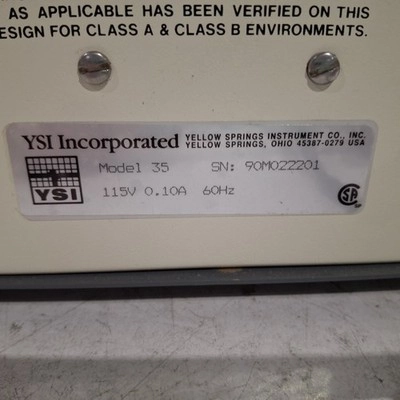 AS APPLICABLE HAS BEEN VERIFIED ON THIS
DESIGN FOR CLASS A & CLASS B ENVIRONMENTS.
YSI Incorporated
YELLOW SPRINGS INSTRUMENT CO., INC.
YELLOW SPRINGS, OHIO 45387-0279 USA
Model 35 SN: 90M022201
115V 0.10A 60Hz
YSI